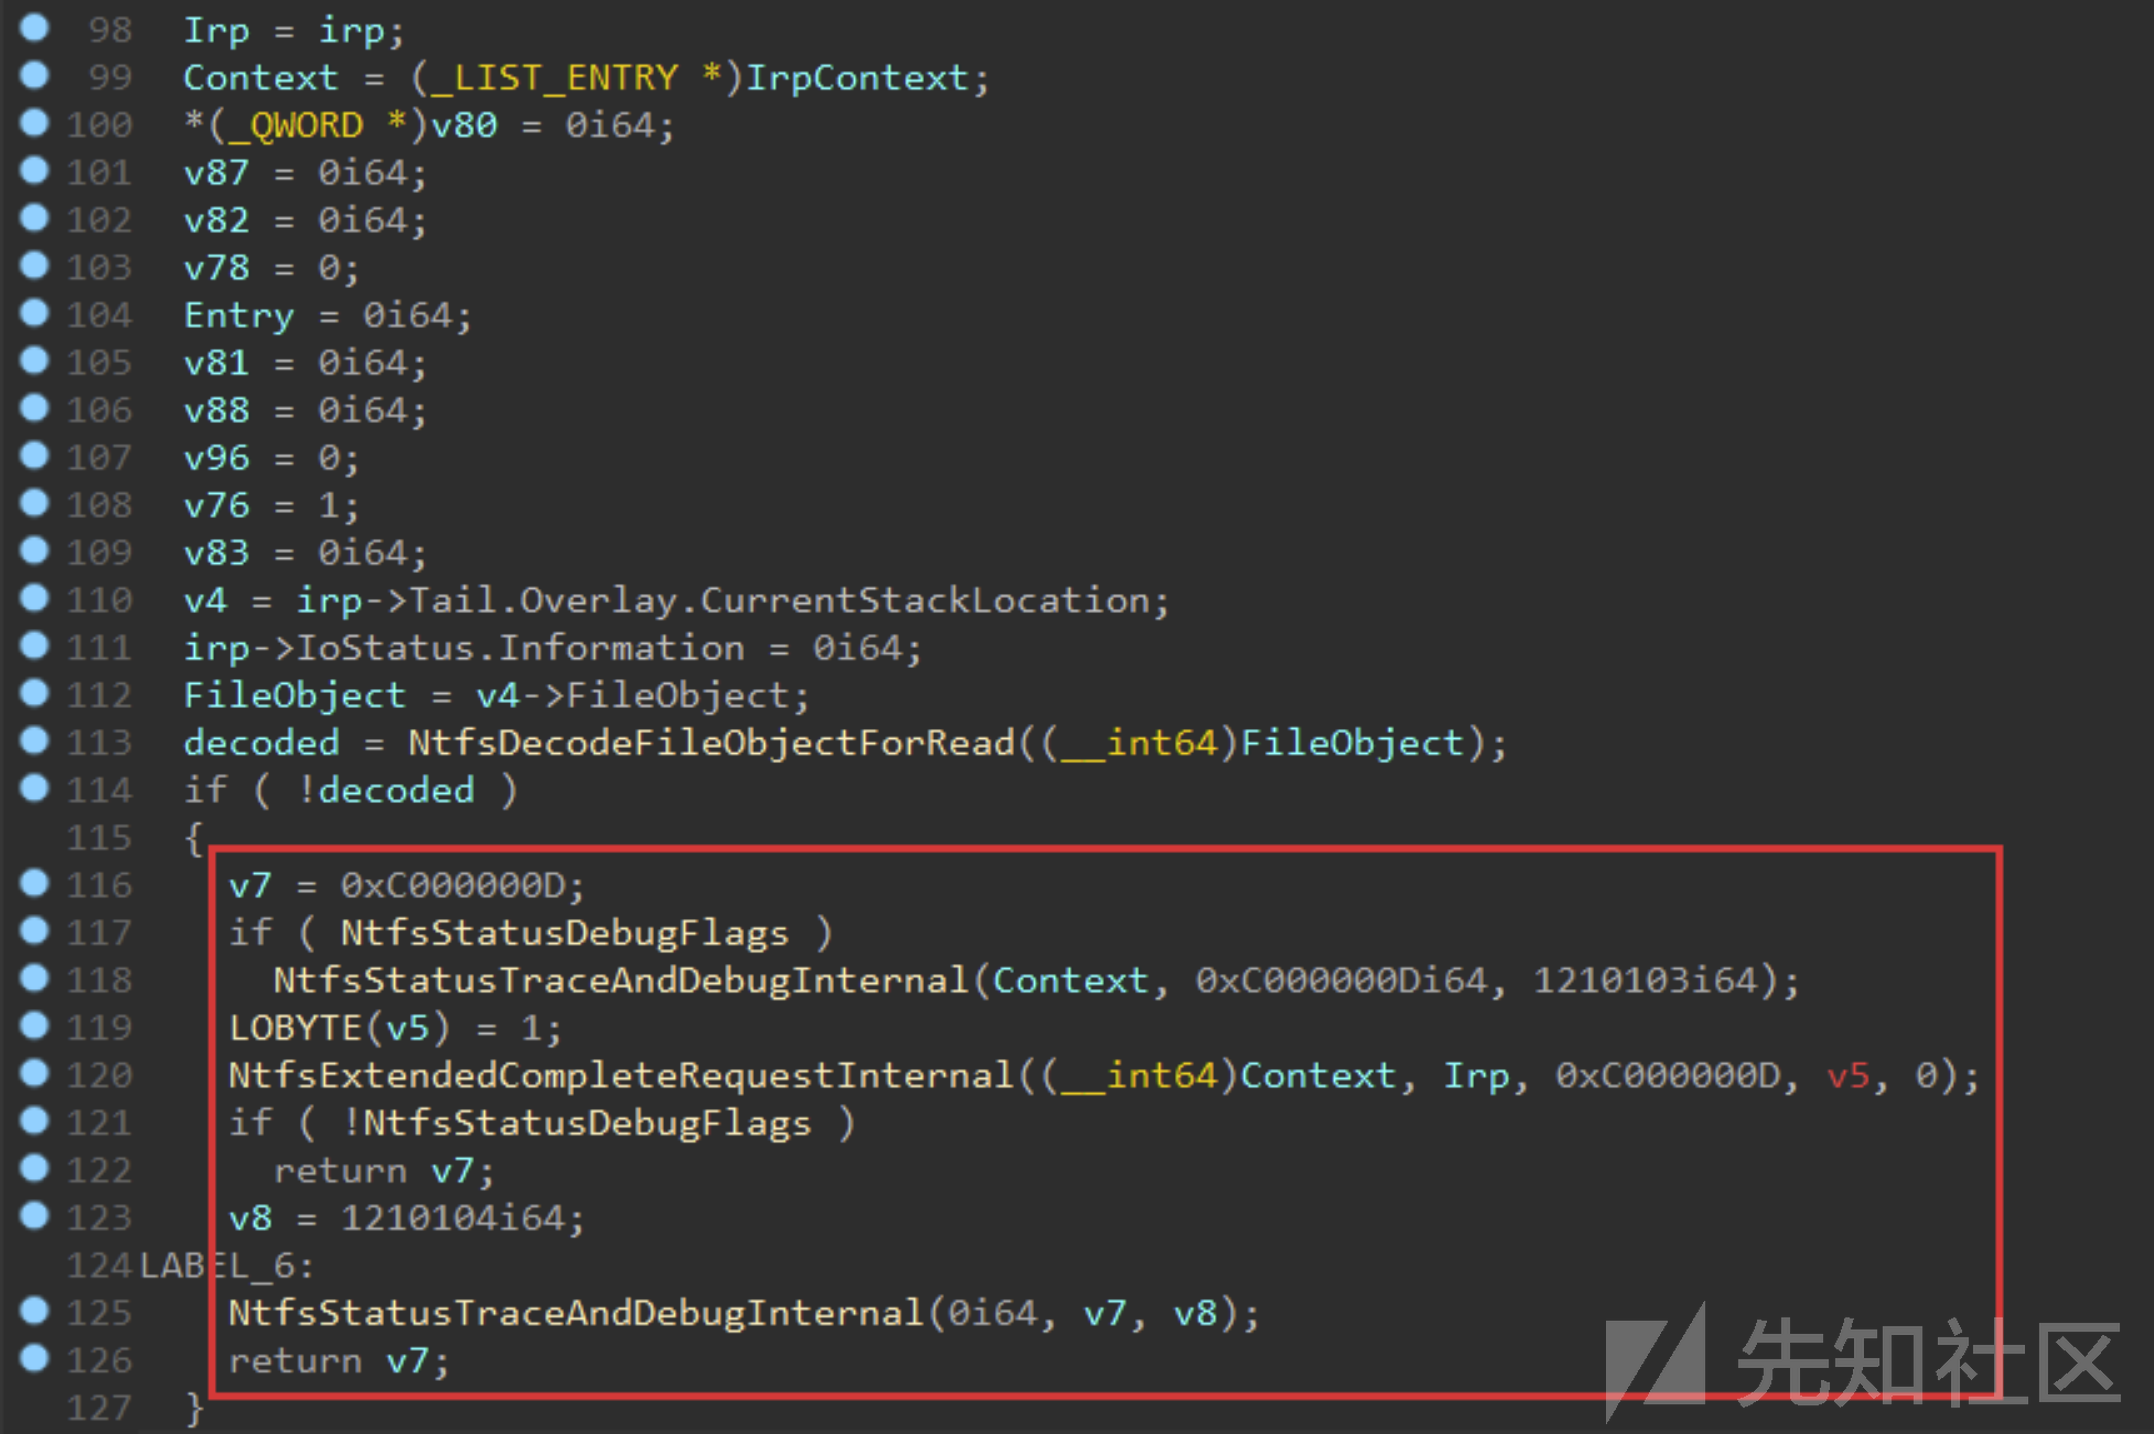 98 Irp = irp;
99 Context = (_LIST_ENTRY *)IrpContext;
100 *(_QWORD *)v80 = 0i64;
101 v87 = 0i64;
102 v82 = 0i64;
103 v78 = 0;
104 Entry = 0i64;
105 v81 = 0i64;
106 v88 = 0i64;
107 v96 = 0;
108 v76 = 1;
109 v83 = 0i64;
110 v4 = irp->Tail.Overlay.CurrentStackLocation;
111 irp->IoStatus.Information = 0i64;
112 FileObject = v4->FileObject;
113 decoded = NtfsDecodeFileObjectForRead((__int64)FileObject);
114 if ( !decoded )
115 {
116 v7 = 0xC000000D;
117 if ( NtfsStatusDebugFlags )
118 NtfsStatusTraceAndDebugInternal(Context, 0xC000000Di64, 1210103i64);
119 LOBYTE(v5) = 1;
120 NtfsExtendedCompleteRequestInternal((__int64)Context, Irp, 0xC000000D, v5, 0);
121 if ( !NtfsStatusDebugFlags )
122 return v7;
123 v8 = 1210104i64;
124 LABEL_6:
125 NtfsStatusTraceAndDebugInternal(0i64, v7, v8);
126 return v7;
127 }
先知社区